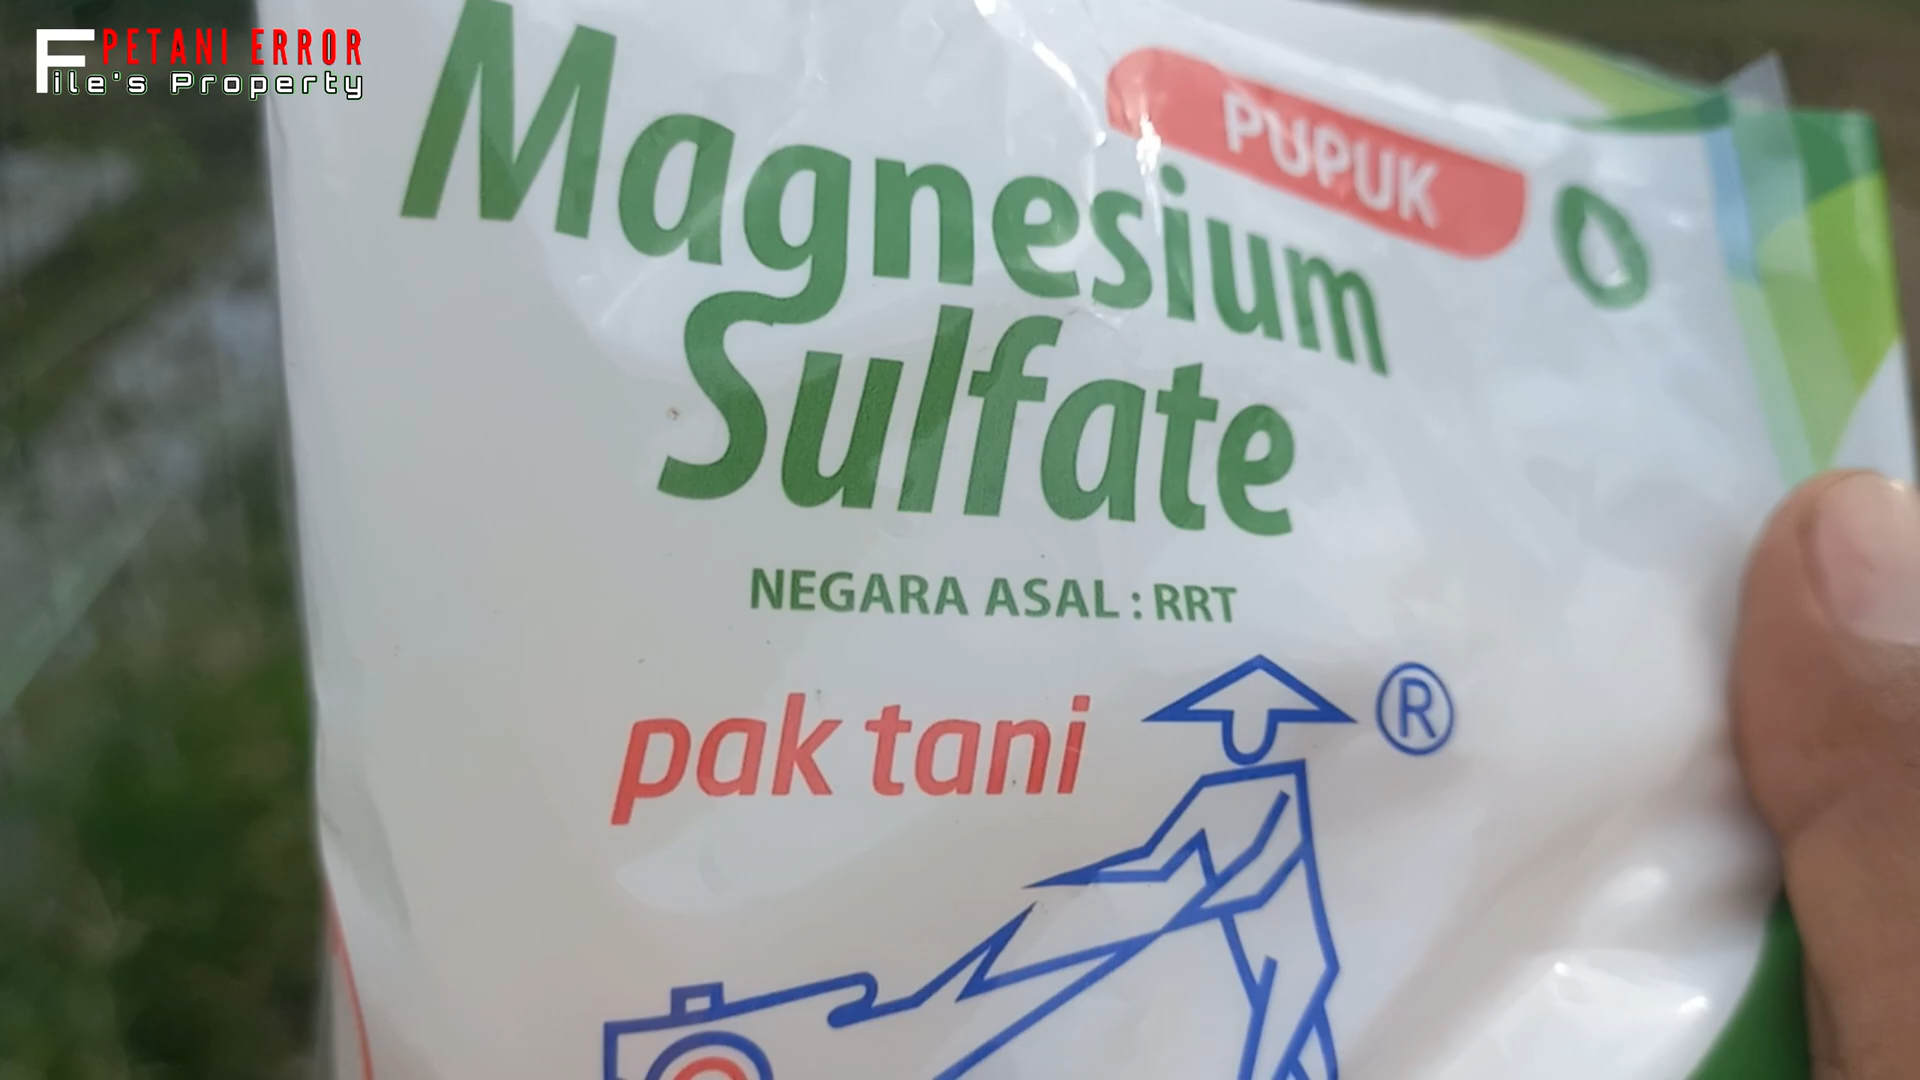 PETANI ERROR
File's Property
PUPUK
Magnesium
Sulfate
NEGARA ASAL : RRT
pak tani
®